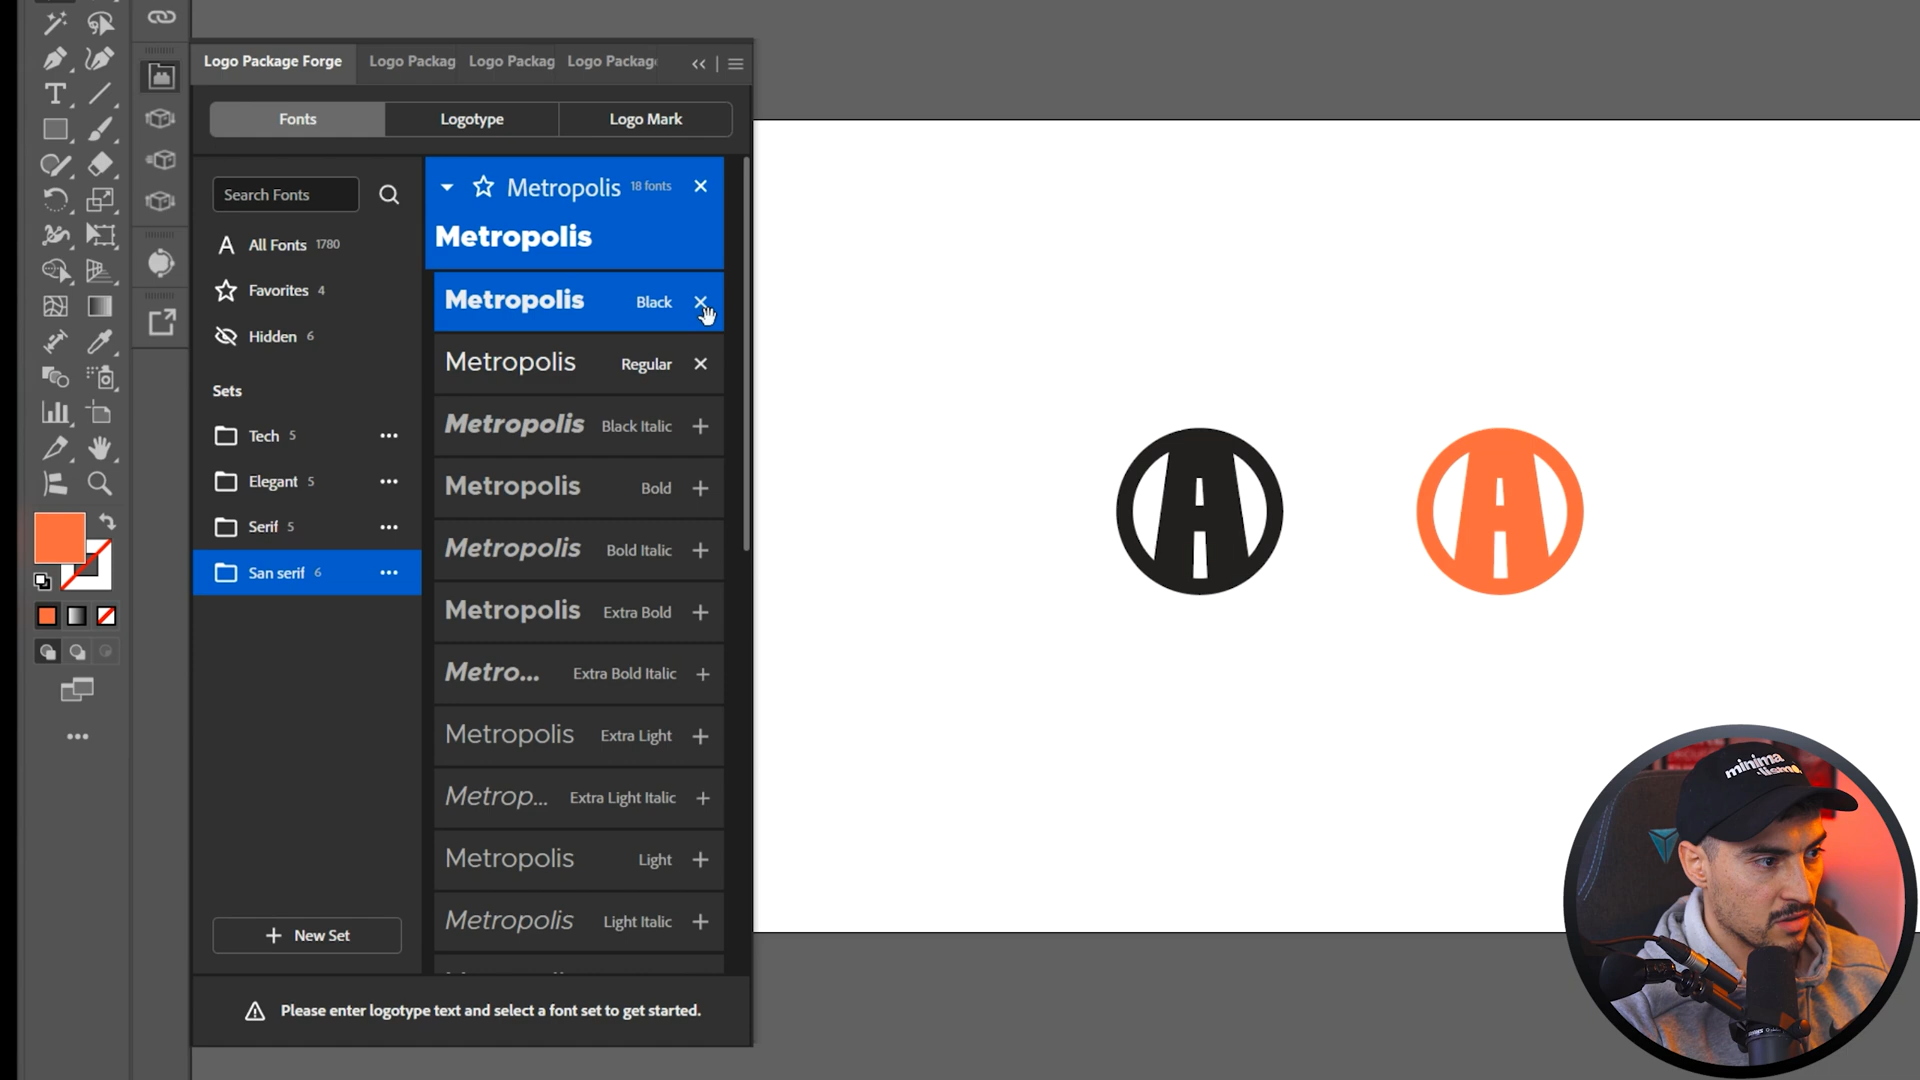 Logo Package Forge
Logo Packag
Logo Packag
Logo Packag
Fonts
Logotype
Logo Mark
Search Fonts
All Fonts 1780
Favorites 4
Hidden 6
Sets
Tech 5
Elegant 5
Serif 5
San serif 6
New Set
Metropolis 18 fonts
Metropolis
Metropolis Black
Metropolis Regular
Metropolis Black Italic
Metropolis Bold
Metropolis Bold Italic
Metropolis Extra Bold
Metro... Extra Bold Italic
Metropolis Extra Light
Metrop... Extra Light Italic
Metropolis Light
Metropolis Light Italic
Please enter logotype text and select a font set to get started.
minima